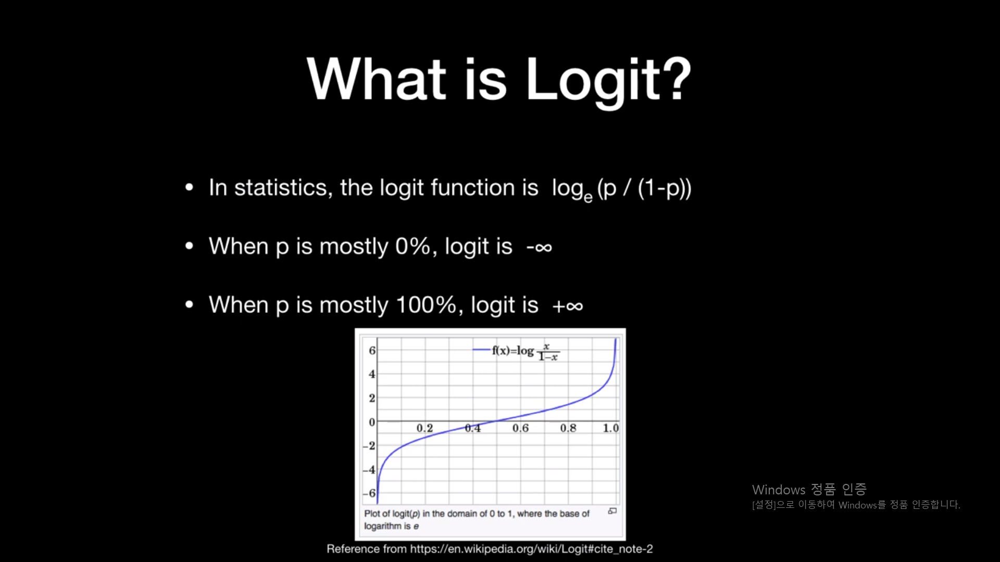 What is Logit?
• In statistics, the logit function is logₑ (p / (1-p))
• When p is mostly 0%, logit is -∞
• When p is mostly 100%, logit is +∞
f(x)=log x/1−x
6
4
2
0
−2
−4
−6
0.2 0.4 0.6 0.8 1.0
Plot of logit(p) in the domain of 0 to 1, where the base of
logarithm is e
Reference from https://en.wikipedia.org/wiki/Logit#cite_note-2
Windows 정품 인증
[설정]으로 이동하여 Windows를 정품 인증합니다.